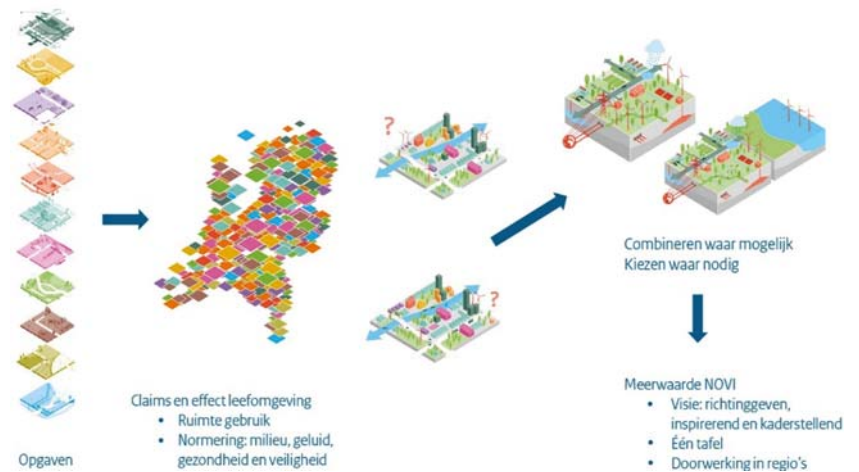 Opgaven
Claims en effect leefomgeving
• Ruimte gebruik
• Normering: milieu, geluid,
gezondheid en veiligheid
?
?
Combineren waar mogelijk
Kiezen waar nodig
Meerwaarde NOVI
• Visie: richtinggeven,
inspirerend en kaderstellend
• Één tafel
• Doorwerking in regio's